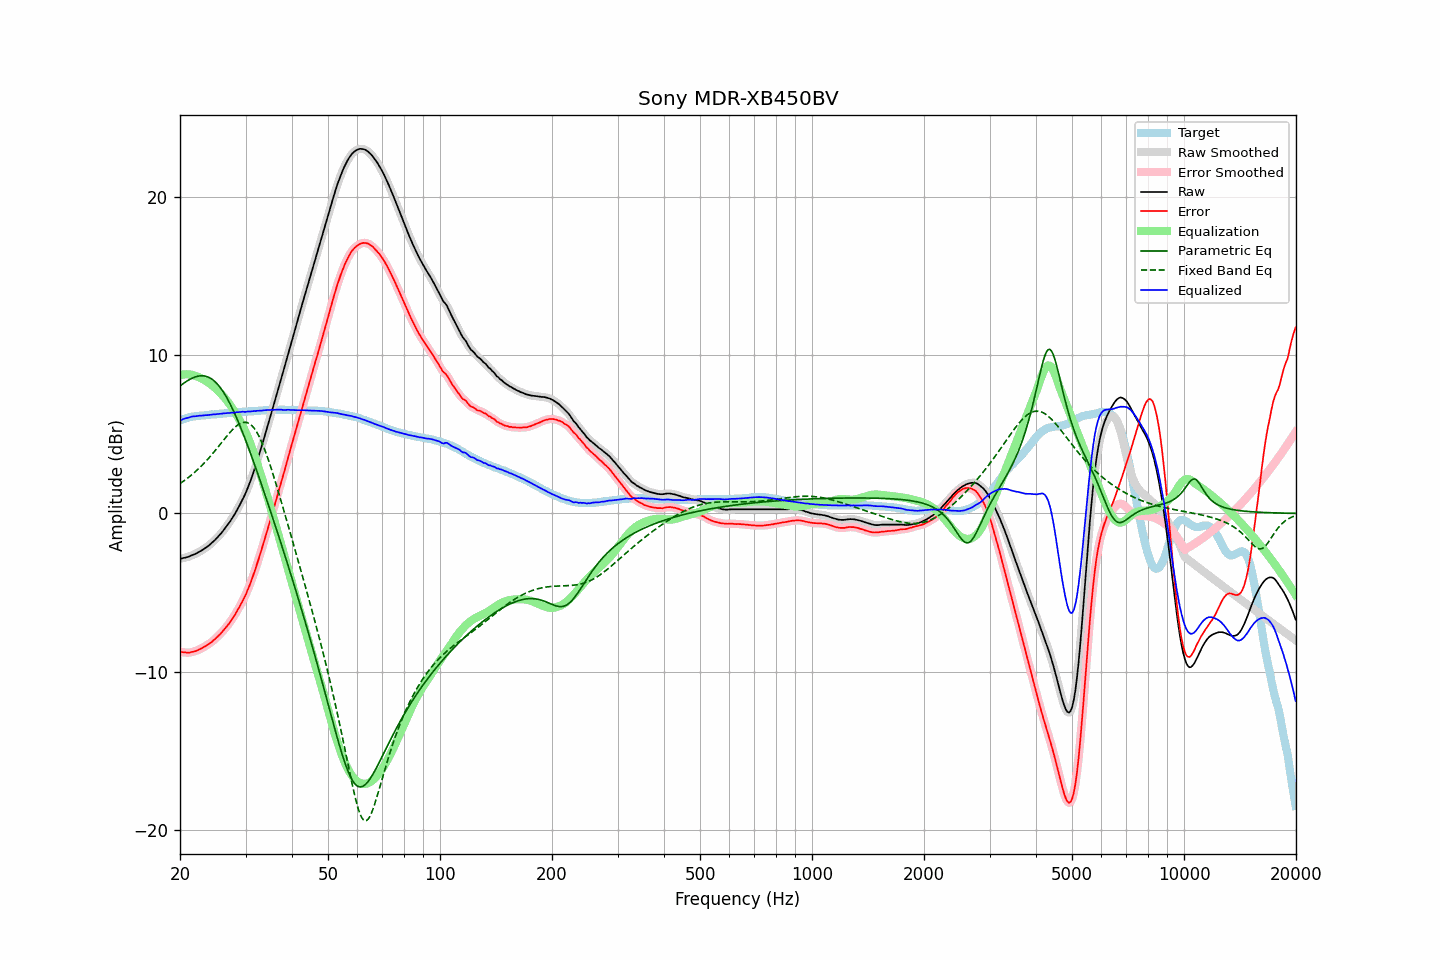 Sony MDR-XB450BV
Target
Raw Smoothed
Error Smoothed
Raw
Error
Equalization
Parametric Eq
Fixed Band Eq
Equalized
Amplitude (dBr)
20
10
0
−10
−20
20 50 100 200 500 1000 2000 5000 10000 20000
Frequency (Hz)